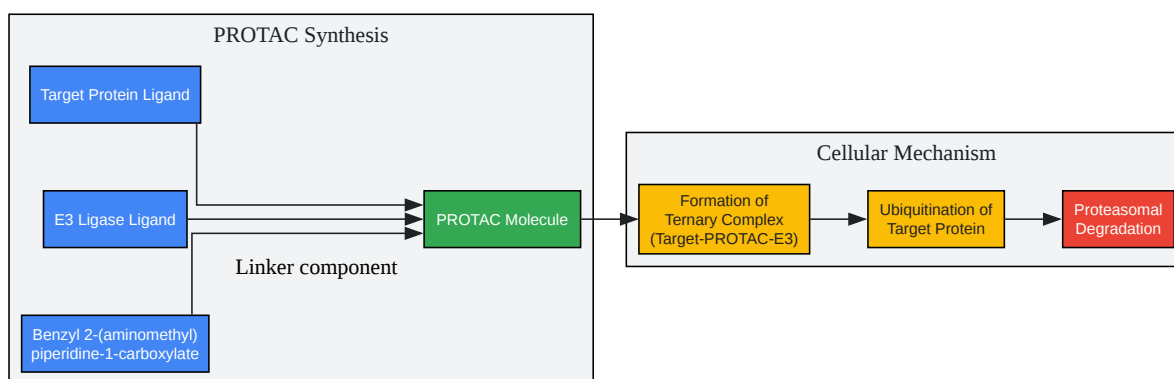 PROTAC Synthesis
Target Protein Ligand
E3 Ligase Ligand
PROTAC Molecule
Linker component
Benzyl 2-(aminomethyl)
piperidine-1-carboxylate
Cellular Mechanism
Formation of
Ternary Complex
(Target-PROTAC-E3)
Ubiquitination of
Target Protein
Proteasomal
Degradation